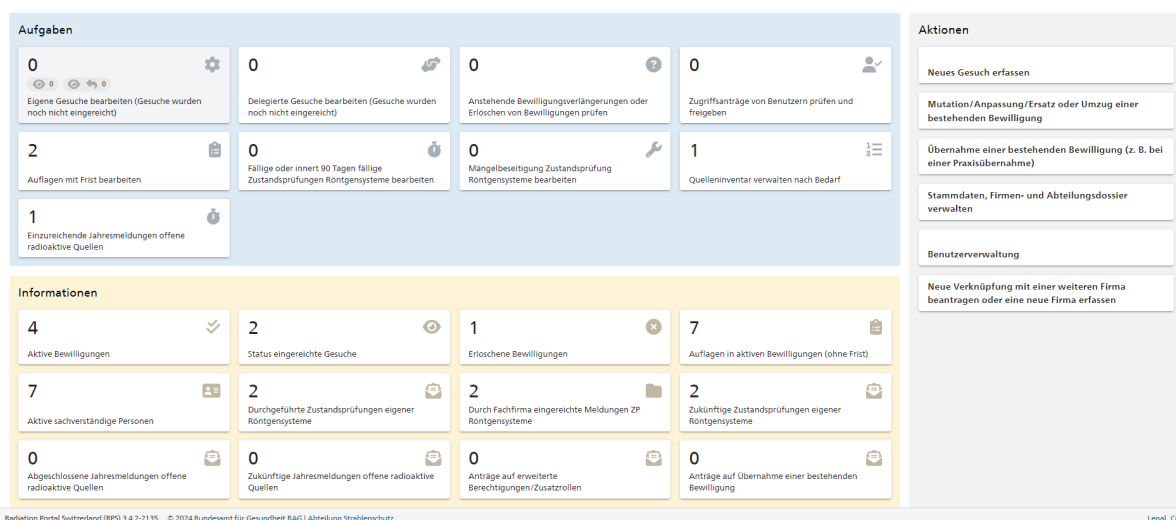 Aufgaben
0
0 0
Eigene Gesuche bearbeiten (Gesuche wurden
noch nicht eingereicht)
0
Delegierte Gesuche bearbeiten (Gesuche wurden
noch nicht eingereicht)
0
Anstehende Bewilligungsverlängerungen oder
Erlöschen von Bewilligungen prüfen
0
Zugriffsanträge von Benutzern prüfen und
freigeben
2
Auflagen mit Frist bearbeiten
0
Fällige oder innert 90 Tagen fällige
Zustandsprüfungen Röntgensysteme bearbeiten
0
Mängelbeseitigung Zustandsprüfung
Röntgensysteme bearbeiten
1
Quelleninventar verwalten nach Bedarf
1
Einzureichende Jahresmeldungen offene
radioaktive Quellen
Informationen
4
Aktive Bewilligungen
2
Status eingereichte Gesuche
1
Erloschene Bewilligungen
7
Auflagen in aktiven Bewilligungen (ohne Frist)
7
Aktive sachverständige Personen
2
Durchgeführte Zustandsprüfungen eigener
Röntgensysteme
2
Durch Fachfirma eingereichte Meldungen ZP
Röntgensysteme
2
Zukünftige Zustandsprüfungen eigener
Röntgensysteme
0
Abgeschlossene Jahresmeldungen offene
radioaktive Quellen
0
Zukünftige Jahresmeldungen offene radioaktive
Quellen
0
Anträge auf erweiterte
Berechtigungen/Zusatzrollen
0
Anträge auf Übernahme einer bestehenden
Bewilligung
Aktionen
Neues Gesuch erfassen
Mutation/Anpassung/Ersatz oder Umzug einer
bestehenden Bewilligung
Übernahme einer bestehenden Bewilligung (z. B. bei
einer Praxisübernahme)
Stammdaten, Firmen- und Abteilungsdossier
verwalten
Benutzerverwaltung
Neue Verknüpfung mit einer weiteren Firma
beantragen oder eine neue Firma erfassen
Radiation Portal Switzerland (RPS) 3.4.2-2135 © 2024 Bundesamt für Gesundheit BAG | Abteilung Strahlenschutz
Legal